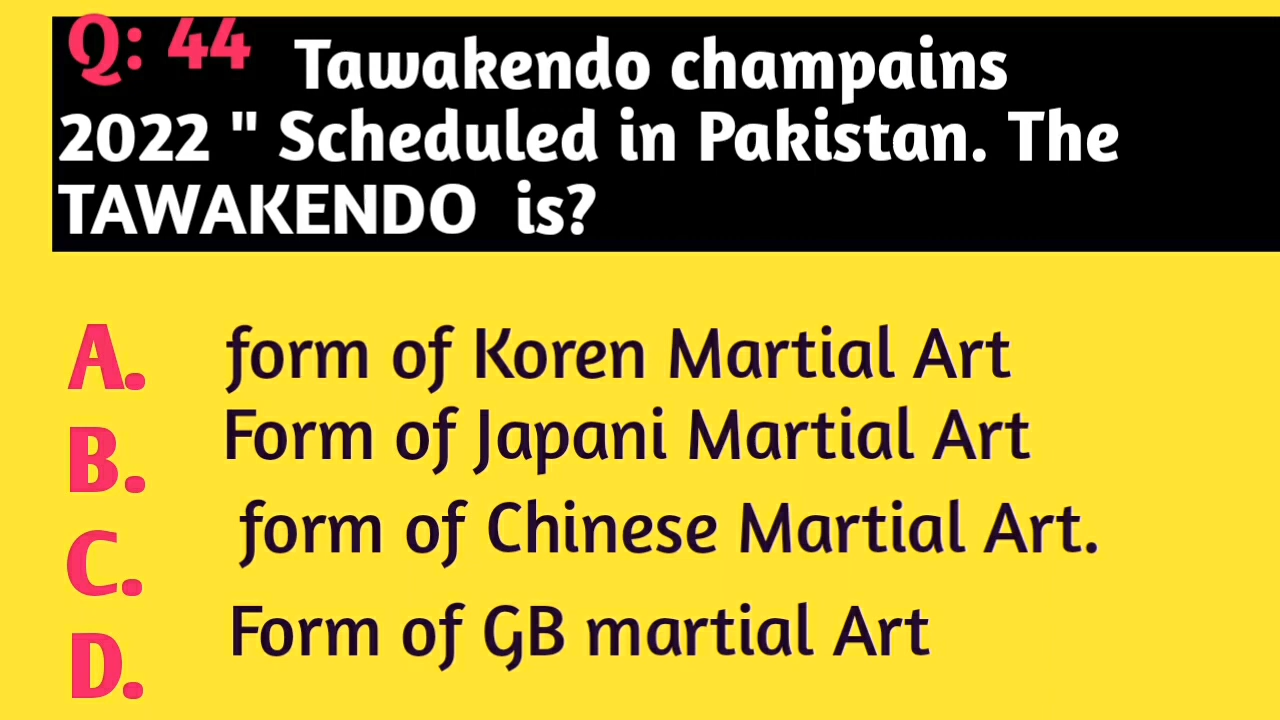 Q: 44 Tawakendo champains
2022 " Scheduled in Pakistan. The
TAWAKENDO is?
A. form of Koren Martial Art
B. Form of Japani Martial Art
C. form of Chinese Martial Art.
D. Form of GB martial Art